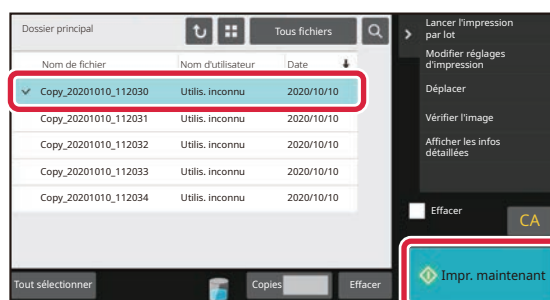 Dossier principal
Tous fichiers
Nom de fichier Nom d'utilisateur Date
Copy_20201010_112030 Utilis. inconnu 2020/10/10
Copy_20201010_112031 Utilis. inconnu 2020/10/10
Copy_20201010_112032 Utilis. inconnu 2020/10/10
Copy_20201010_112033 Utilis. inconnu 2020/10/10
Copy_20201010_112034 Utilis. inconnu 2020/10/10
Tout sélectionner
Copies
Effacer
Lancer l'impression
par lot
Modifier réglages
d'impression
Déplacer
Vérifier l'image
Afficher les infos
détaillées
Effacer
CA
Impr. maintenant